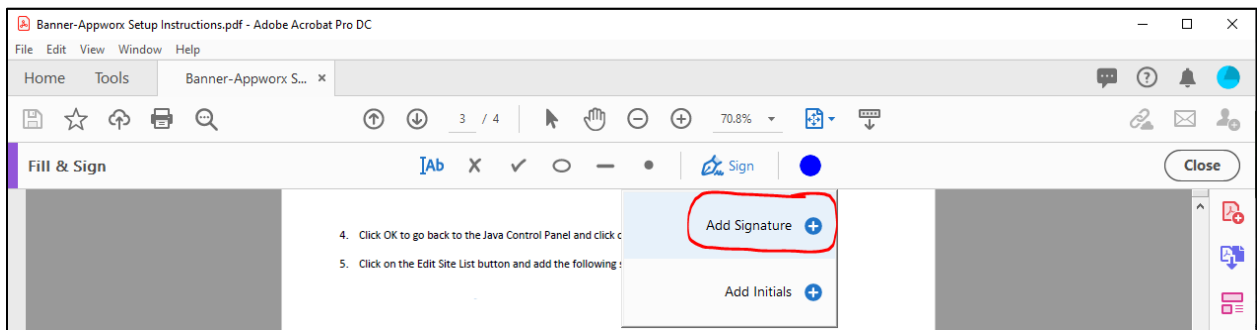 Banner-Appworx Setup Instructions.pdf - Adobe Acrobat Pro DC
File Edit View Window Help
Home Tools Banner-Appworx S... ×
3 / 4 70.8%
Fill & Sign Ab Sign Close
Add Signature
4. Click OK to go back to the Java Control Panel and click
5. Click on the Edit Site List button and add the following
Add Initials